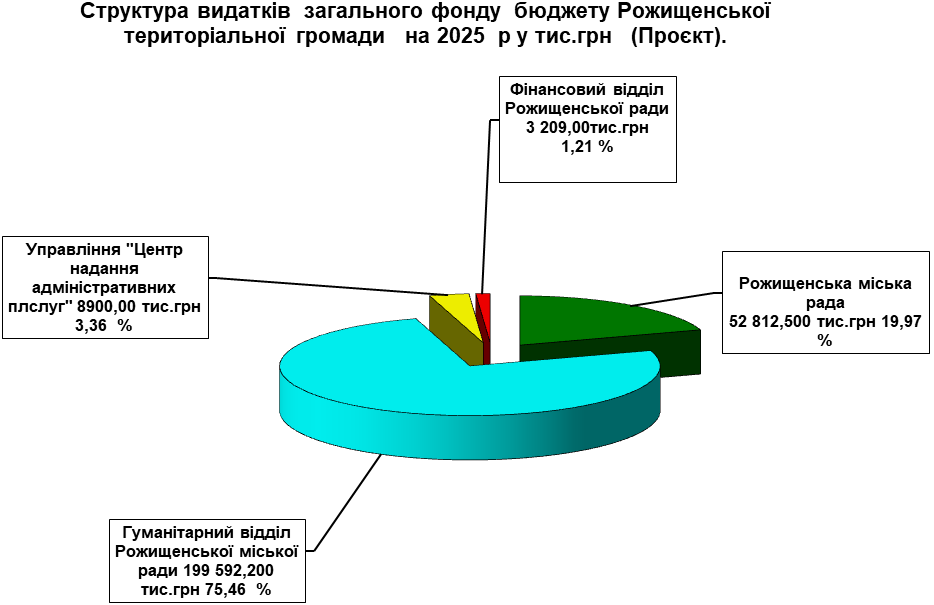 Структура видатків загального фонду бюджету Рожищенської
територіальної громади на 2025 р у тис.грн (Проєкт).
Фінансовий відділ
Рожищенської ради
3 209,00тис.грн
1,21 %
Управління "Центр
надання
адміністративних
плслуг" 8900,00 тис.грн
3,36 %
Рожищенська міська
рада
52 812,500 тис.грн 19,97
%
Гуманітарний відділ
Рожищенської міської
ради 199 592,200
тис.грн 75,46 %